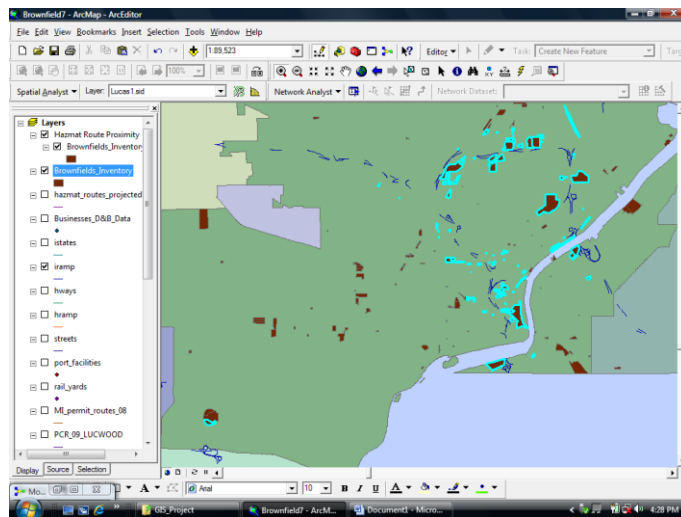 Brownfield7 - ArcMap - ArcEditor
File Edit View Bookmarks Insert Selection Tools Window Help
1:89,523
Editor
Task: Create New Feature
Targ
100%
Spatial Analyst
Layer: Lucas1.sid
Network Analyst
Network Dataset:
Layers
Hazmat Route Proximity
Brownfields_Inventory
Brownfields_Inventory
hazmat_routes_projected
Businesses_D&B_Data
istates
iramp
hways
hramp
streets
port_facilities
rail_yards
MI_permit_routes_08
PCR_09_LUCWOOD
Display Source Selection
Mo...
A
Arial
10
B I U A
GIS_Project
Brownfield7 - ArcM...
Document1 - Micro...
4:28 PM